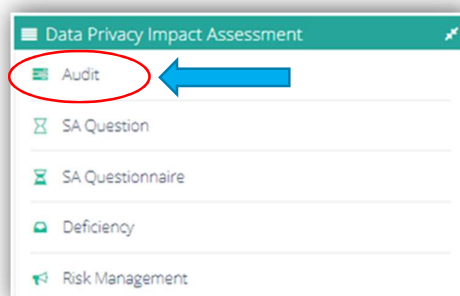 Data Privacy Impact Assessment
Audit
SA Question
SA Questionnaire
Deficiency
Risk Management